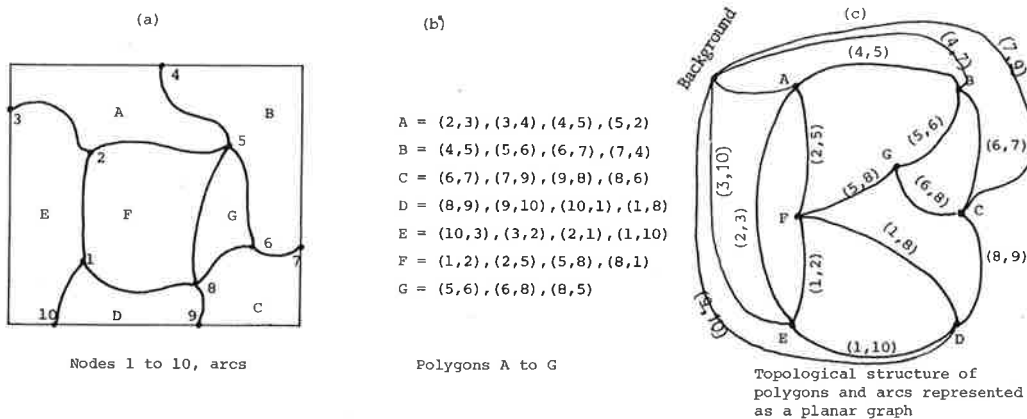 (a)
4
3
A
B
2
5
E
F
G
1
6
7
8
10
D
9
C
Nodes 1 to 10, arcs
(b)
A = (2,3),(3,4),(4,5),(5,2)
B = (4,5),(5,6),(6,7),(7,4)
C = (6,7),(7,9),(9,8),(8,6)
D = (8,9),(9,10),(10,1),(1,8)
E = (10,3),(3,2),(2,1),(1,10)
F = (1,2),(2,5),(5,8),(8,1)
G = (5,6),(6,8),(8,5)
Polygons A to G
(c)
Background
(4,5)
(4,7)
(7,9)
A
B
(2,5)
(5,6)
(6,7)
G
(3,10)
(5,8)
(6,8)
C
(2,3)
F
(1,8)
(8,9)
(1,2)
E
D
(1,10)
Topological structure of
polygons and arcs represented
as a planar graph